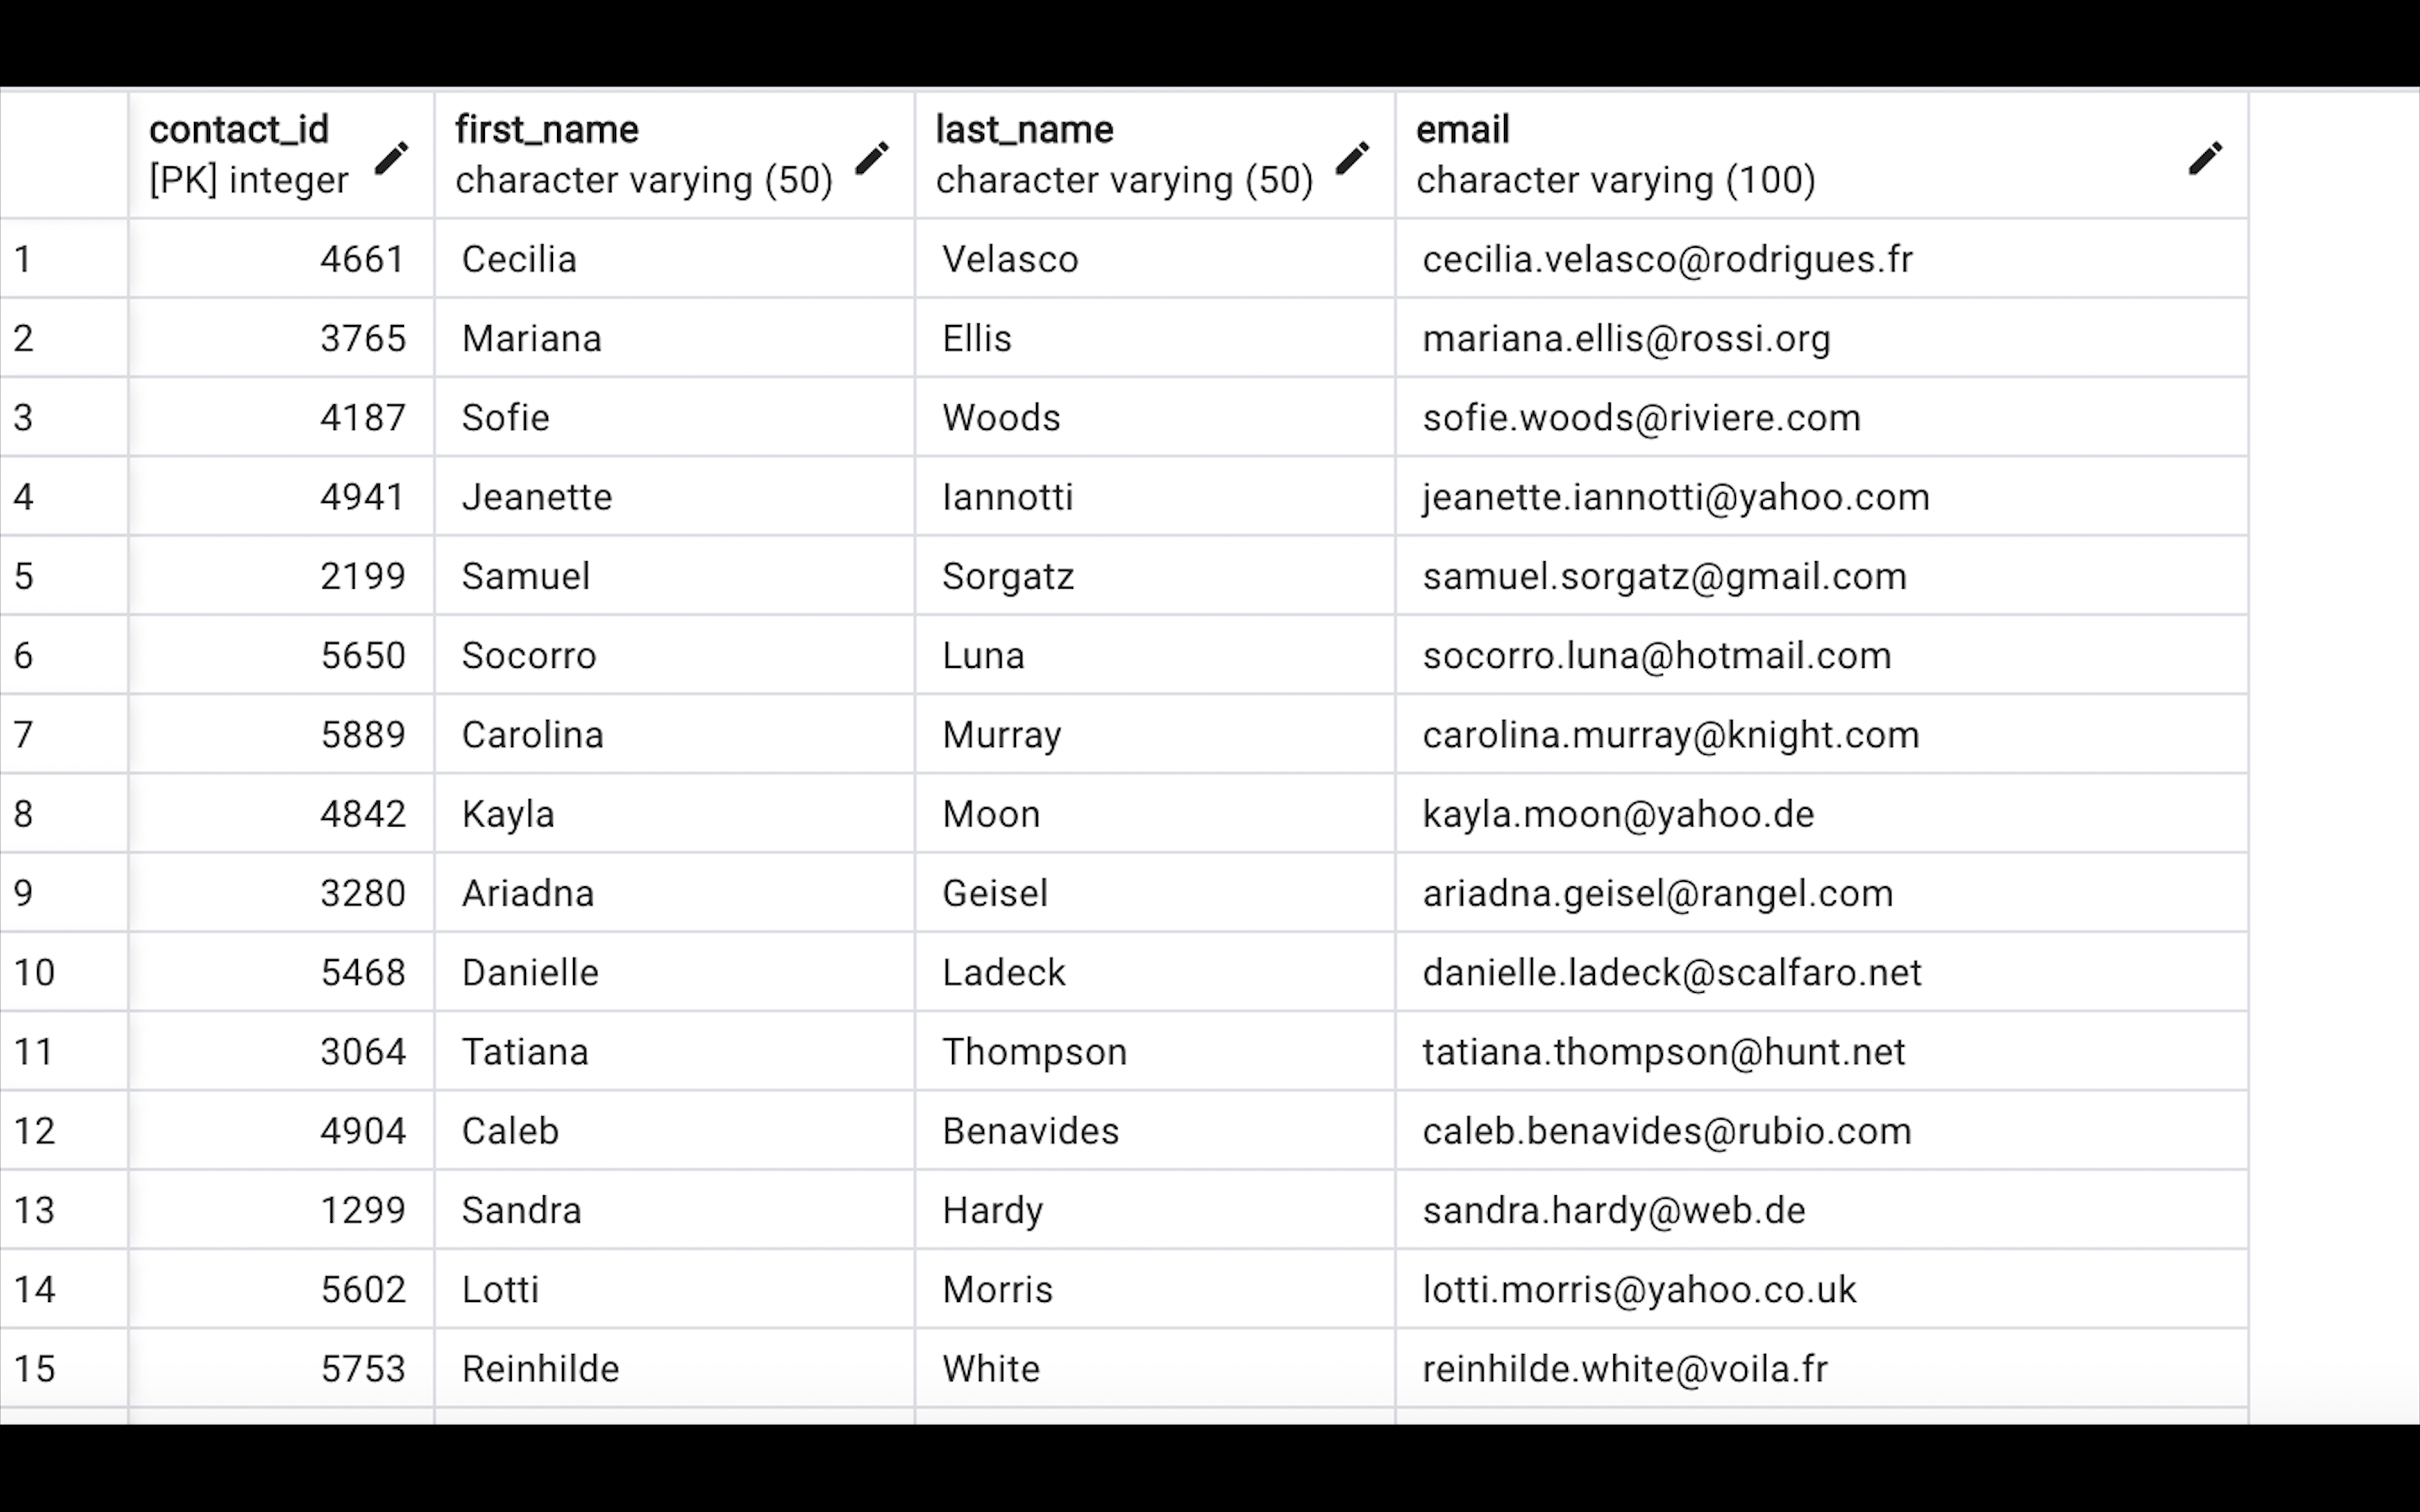 contact_id first_name last_name email
[PK] integer character varying (50) character varying (50) character varying (100)
1 4661 Cecilia Velasco cecilia.velasco@rodrigues.fr
2 3765 Mariana Ellis mariana.ellis@rossi.org
3 4187 Sofie Woods sofie.woods@riviere.com
4 4941 Jeanette Iannotti jeanette.iannotti@yahoo.com
5 2199 Samuel Sorgatz samuel.sorgatz@gmail.com
6 5650 Socorro Luna socorro.luna@hotmail.com
7 5889 Carolina Murray carolina.murray@knight.com
8 4842 Kayla Moon kayla.moon@yahoo.de
9 3280 Ariadna Geisel ariadna.geisel@rangel.com
10 5468 Danielle Ladeck danielle.ladeck@scalfaro.net
11 3064 Tatiana Thompson tatiana.thompson@hunt.net
12 4904 Caleb Benavides caleb.benavides@rubio.com
13 1299 Sandra Hardy sandra.hardy@web.de
14 5602 Lotti Morris lotti.morris@yahoo.co.uk
15 5753 Reinhilde White reinhilde.white@voila.fr